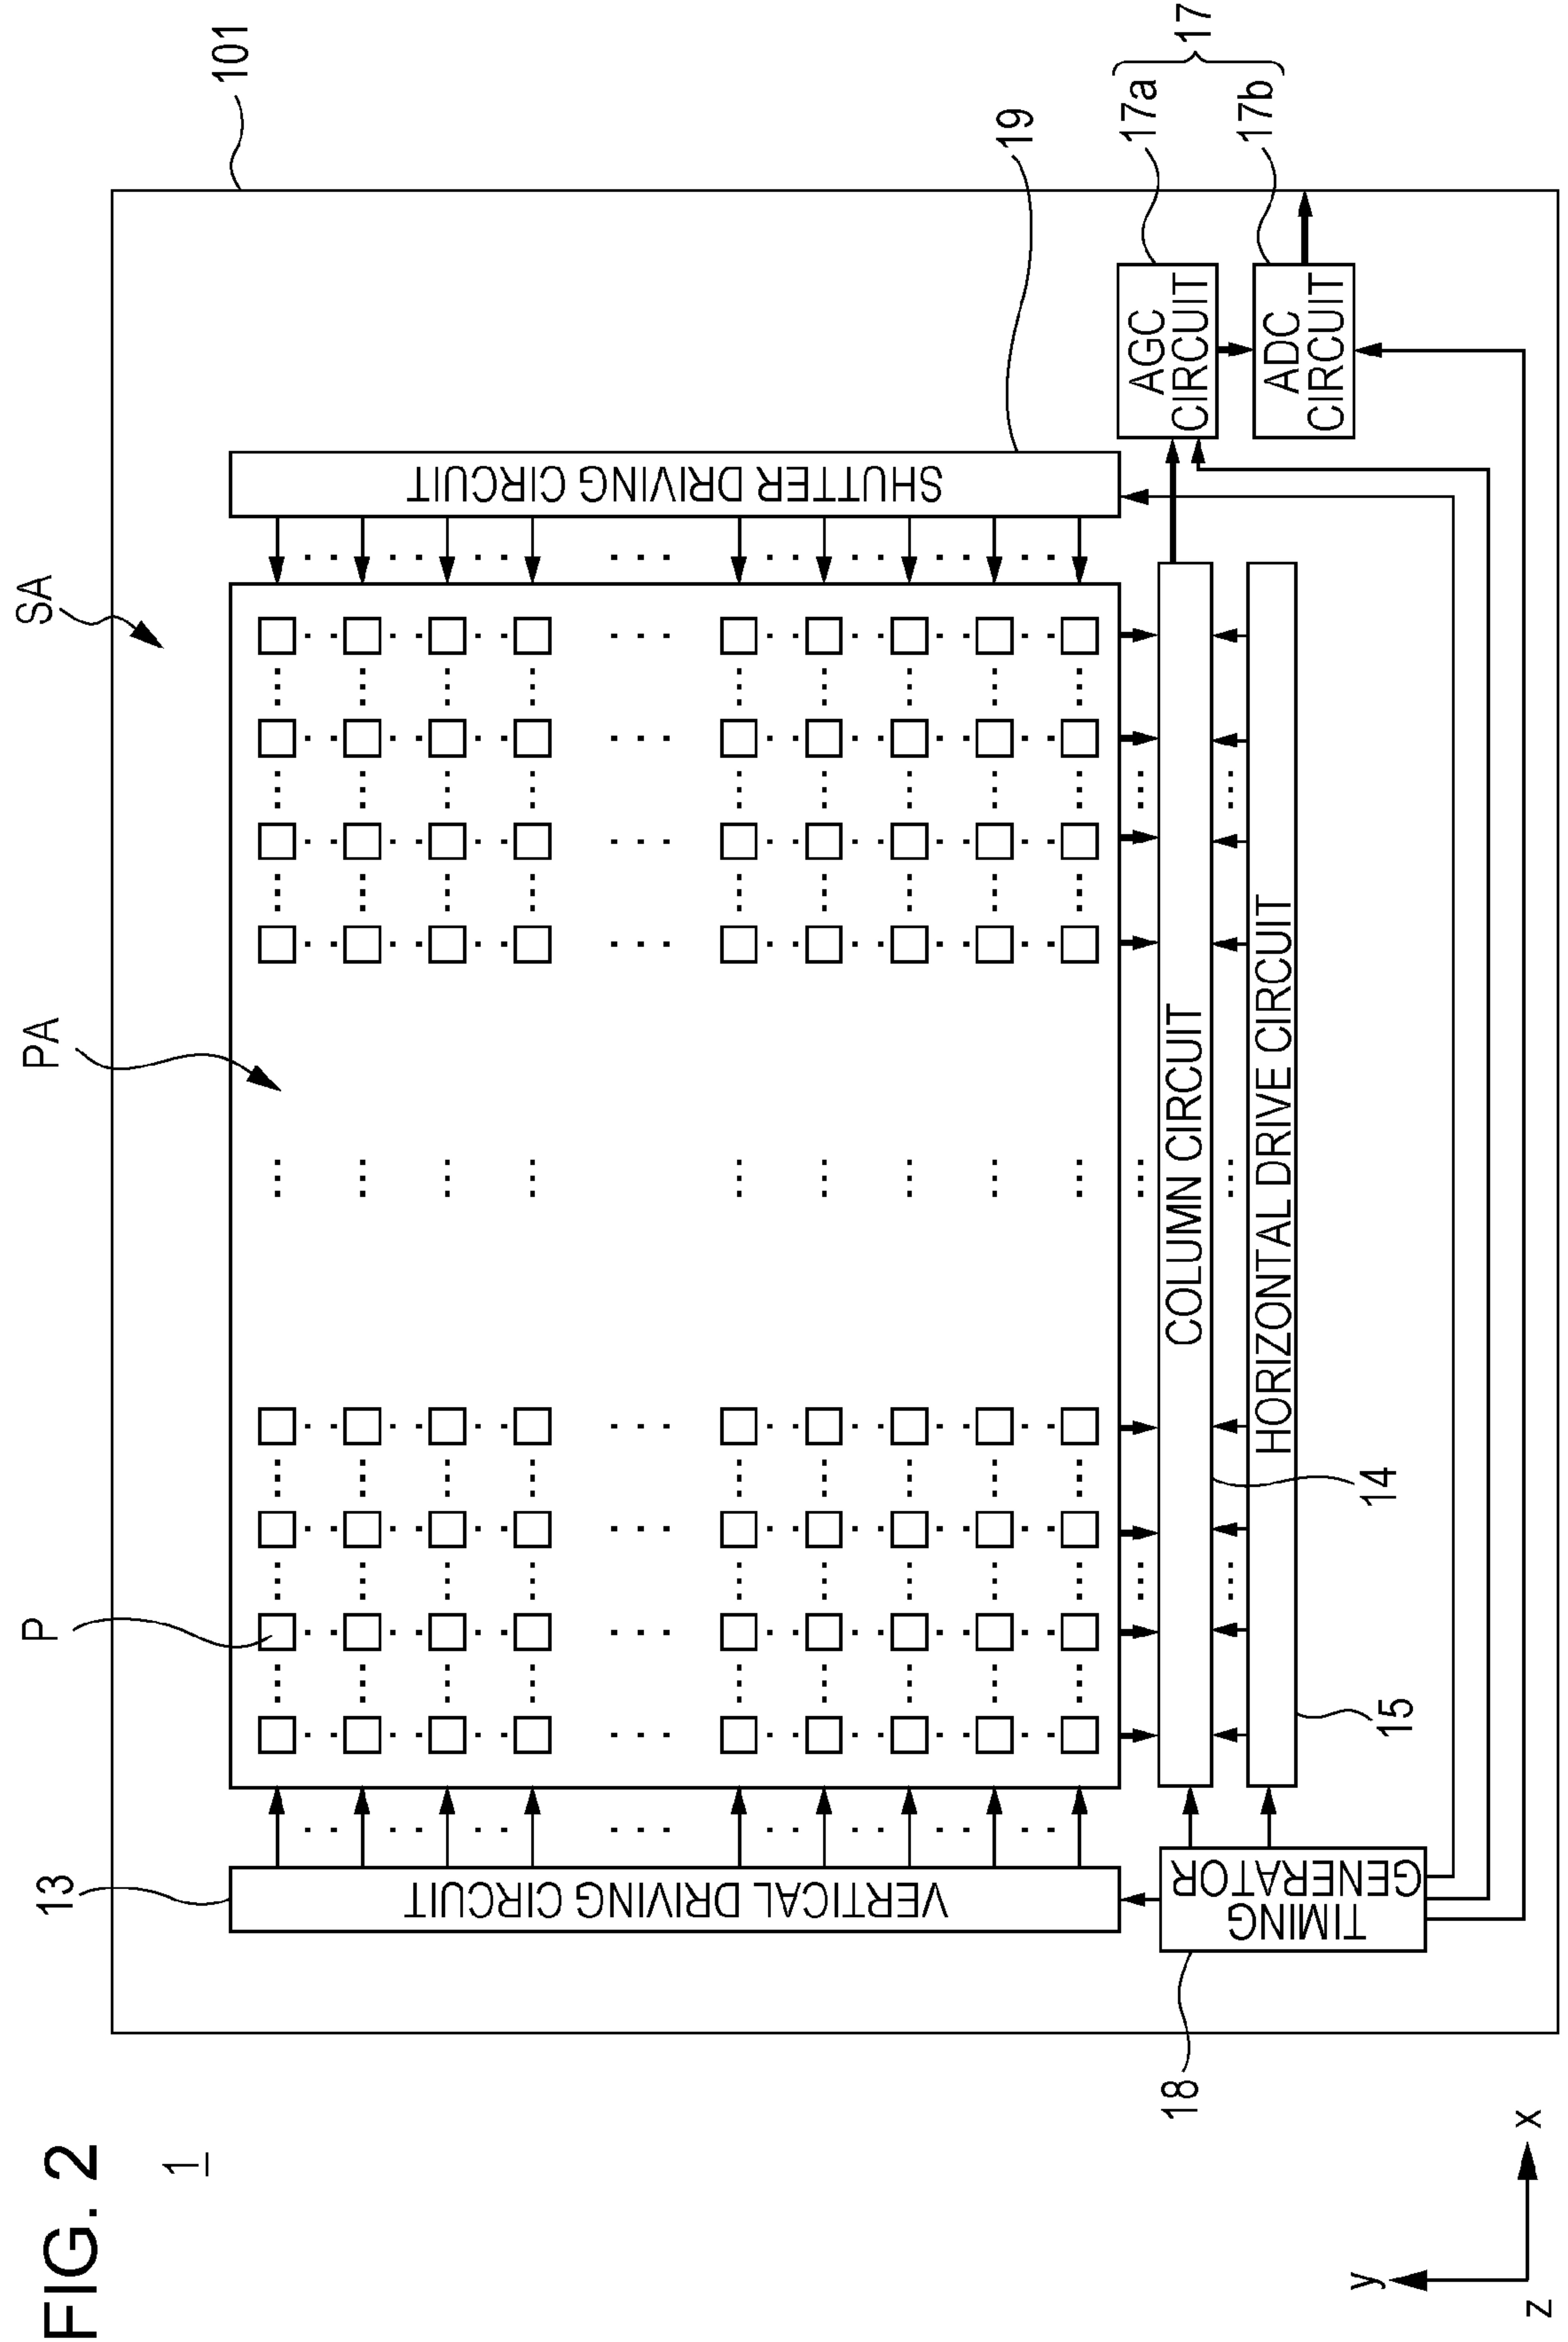 FIG. 2
1
SA
101
PA
P
13
VERTICAL DRIVING CIRCUIT
SHUTTER DRIVING CIRCUIT
19
AGC
CIRCUIT
17a
17
ADC
CIRCUIT
17b
COLUMN CIRCUIT
14
HORIZONTAL DRIVE CIRCUIT
15
TIMING
GENERATOR
18
y
z
x